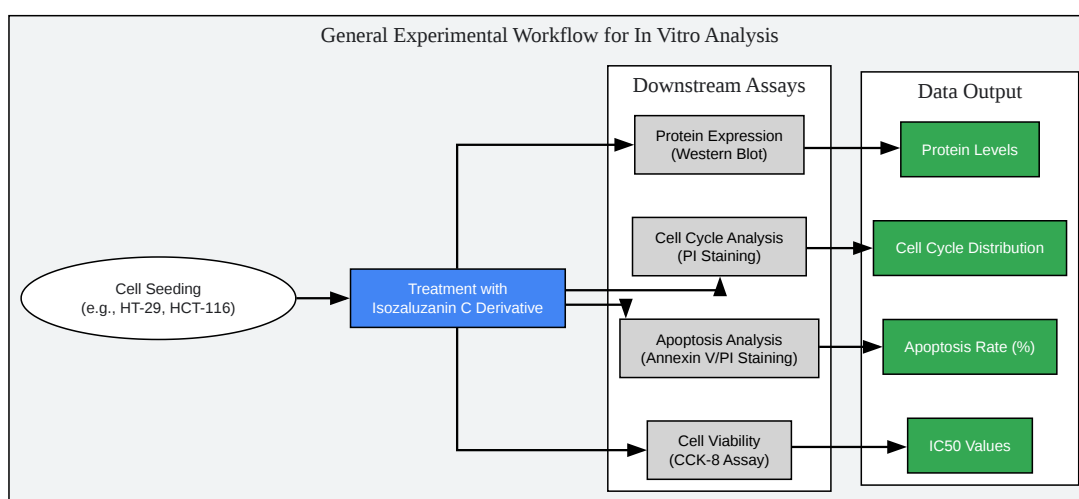 General Experimental Workflow for In Vitro Analysis
Downstream Assays
Data Output
Protein Expression
(Western Blot)
Protein Levels
Cell Cycle Analysis
(PI Staining)
Cell Cycle Distribution
Cell Seeding
(e.g., HT-29, HCT-116)
Treatment with
Isozaluzanin C Derivative
Apoptosis Analysis
(Annexin V/PI Staining)
Apoptosis Rate (%)
Cell Viability
(CCK-8 Assay)
IC50 Values